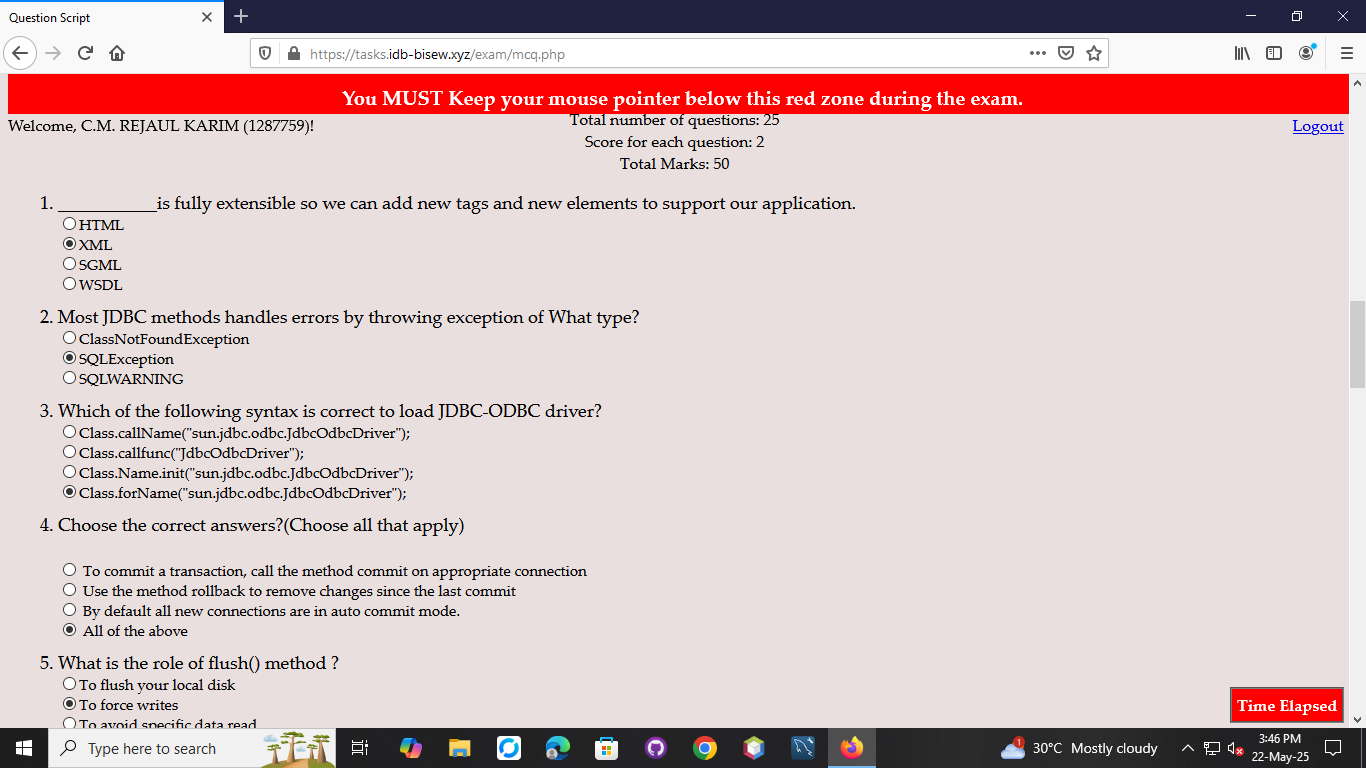 Question Script
https://tasks.idb-bisew.xyz/exam/mcq.php
You MUST Keep your mouse pointer below this red zone during the exam.
Welcome, C.M. REJAUL KARIM (1287759)!
Total number of questions: 25
Logout
Score for each question: 2
Total Marks: 50
1. ___________is fully extensible so we can add new tags and new elements to support our application.
HTML
XML
SGML
WSDL
2. Most JDBC methods handles errors by throwing exception of What type?
ClassNotFoundException
SQLException
SQLWARNING
3. Which of the following syntax is correct to load JDBC-ODBC driver?
Class.callName("sun.jdbc.odbc.JdbcOdbcDriver");
Class.callfunc("JdbcOdbcDriver");
Class.Name.init("sun.jdbc.odbc.JdbcOdbcDriver");
Class.forName("sun.jdbc.odbc.JdbcOdbcDriver");
4. Choose the correct answers?(Choose all that apply)
To commit a transaction, call the method commit on appropriate connection
Use the method rollback to remove changes since the last commit
By default all new connections are in auto commit mode.
All of the above
5. What is the role of flush() method ?
To flush your local disk
To force writes
To avoid specific data read
Time Elapsed
Type here to search
1
30°C Mostly cloudy
3:46 PM
22-May-25